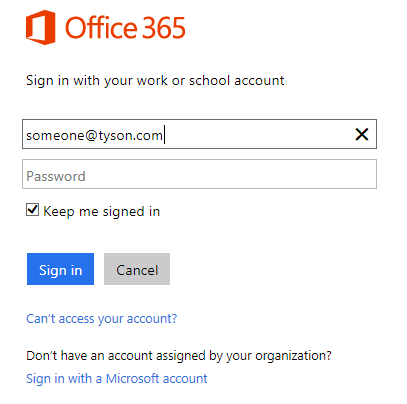 Office 365
Sign in with your work or school account
someone@tyson.com
Password
Keep me signed in
Sign in
Cancel
Can't access your account?
Don't have an account assigned by your organization?
Sign in with a Microsoft account